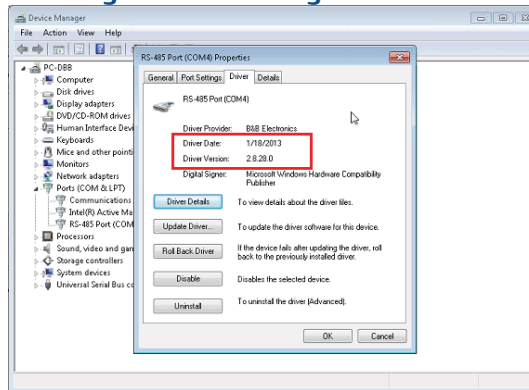 Device Manager
File Action View Help
PC-DBB
Computer
Disk drives
Display adapters
DVD/CD-ROM drives
Human Interface Devi
Keyboards
Mice and other pointi
Monitors
Network adapters
Ports (COM & LPT)
Communications
Intel(R) Active Ma
RS-485 Port (COM
Processors
Sound, video and gan
Storage controllers
System devices
Universal Serial Bus co
RS-485 Port (COM4) Properties
General Port Settings Driver Details
RS-485 Port (COM4)
Driver Provider: B&B Electronics
Driver Date: 1/18/2013
Driver Version: 2.8.28.0
Digital Signer: Microsoft Windows Hardware Compatibility
Publisher
Driver Details To view details about the driver files.
Update Driver... To update the driver software for this device.
Roll Back Driver If the device fails after updating the driver, roll
back to the previously installed driver.
Disable Disables the selected device.
Uninstall To uninstall the driver (Advanced).
OK Cancel